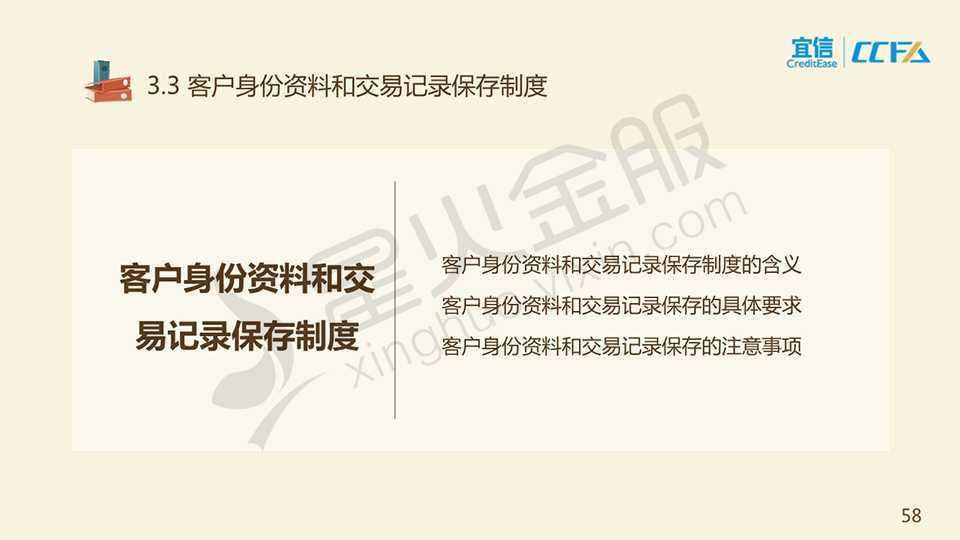 宜信
CreditEase
CCFA
3.3 客户身份资料和交易记录保存制度
客户身份资料和交
易记录保存制度
客户身份资料和交易记录保存制度的含义
客户身份资料和交易记录保存的具体要求
客户身份资料和交易记录保存的注意事项
星火金服
xinghuo.yixin.com
58